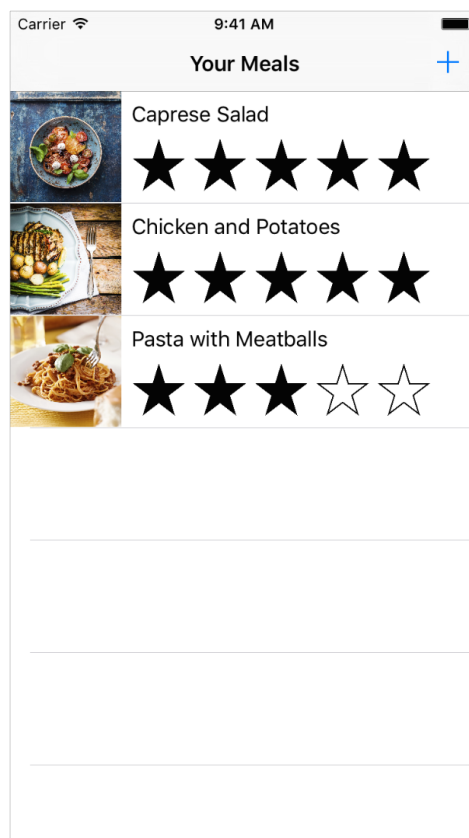 Carrier 9:41 AM
Your Meals
Caprese Salad
Chicken and Potatoes
Pasta with Meatballs